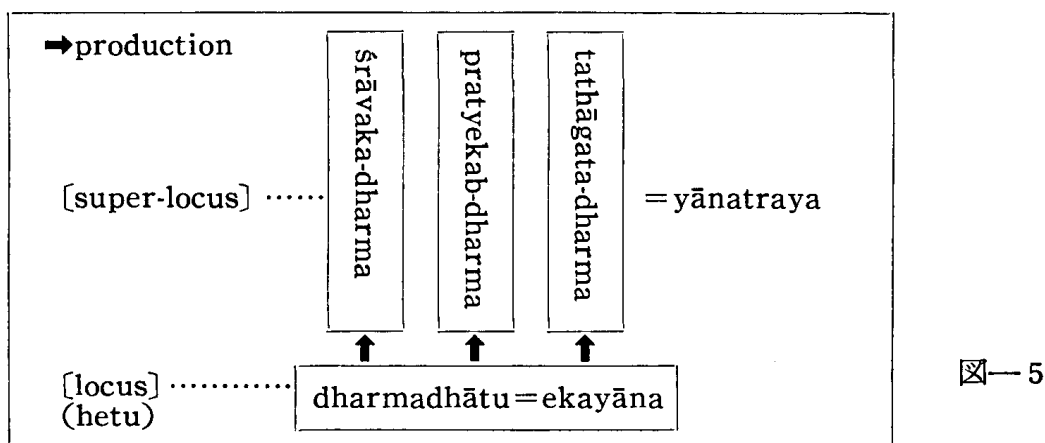 ➡production
śrāvaka-dharma
pratyekab-dharma
tathāgata-dharma
〔super-locus〕 ……
＝yānatraya
〔locus〕 …………
(hetu)
dharmadhātu＝ekayāna
図—5